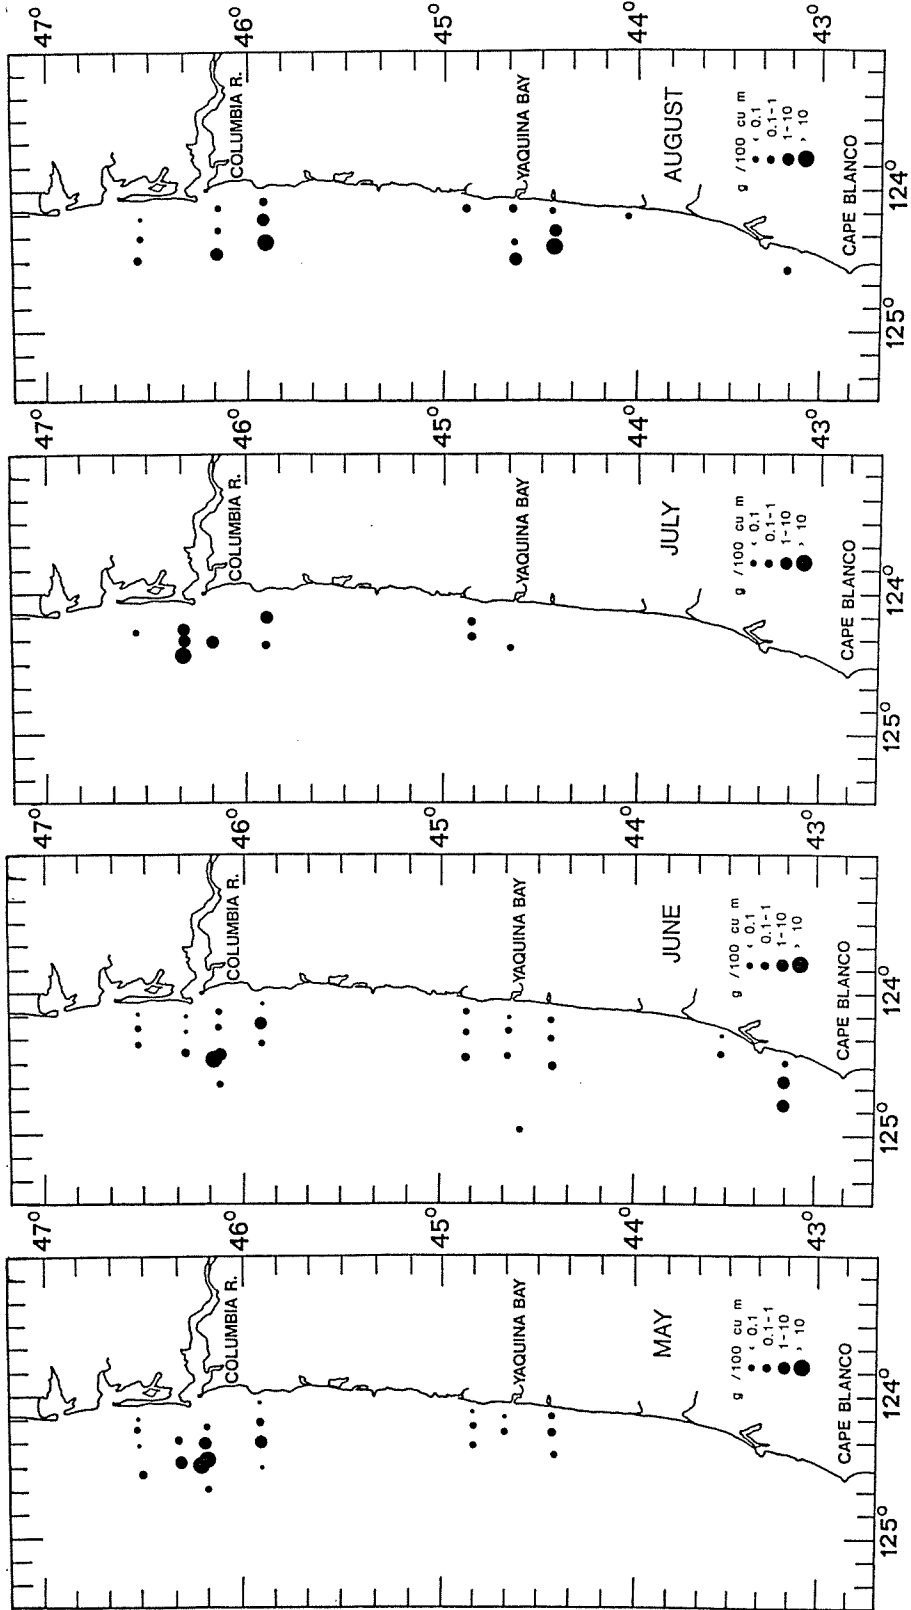 47°
46°
45°
44°
43°
COLUMBIA R.
YAQUINA BAY
AUGUST
g /100 cu m
‹ 0.1
0.1-1
1-10
› 10
CAPE BLANCO
124°
125°
47°
46°
45°
44°
43°
COLUMBIA R.
YAQUINA BAY
JULY
g /100 cu m
‹ 0.1
0.1-1
1-10
› 10
CAPE BLANCO
124°
125°
47°
46°
45°
44°
43°
COLUMBIA R.
YAQUINA BAY
JUNE
g /100 cu m
‹ 0.1
0.1-1
1-10
› 10
CAPE BLANCO
124°
125°
47°
46°
45°
44°
43°
COLUMBIA R.
YAQUINA BAY
MAY
g /100 cu m
‹ 0.1
0.1-1
1-10
› 10
CAPE BLANCO
124°
125°